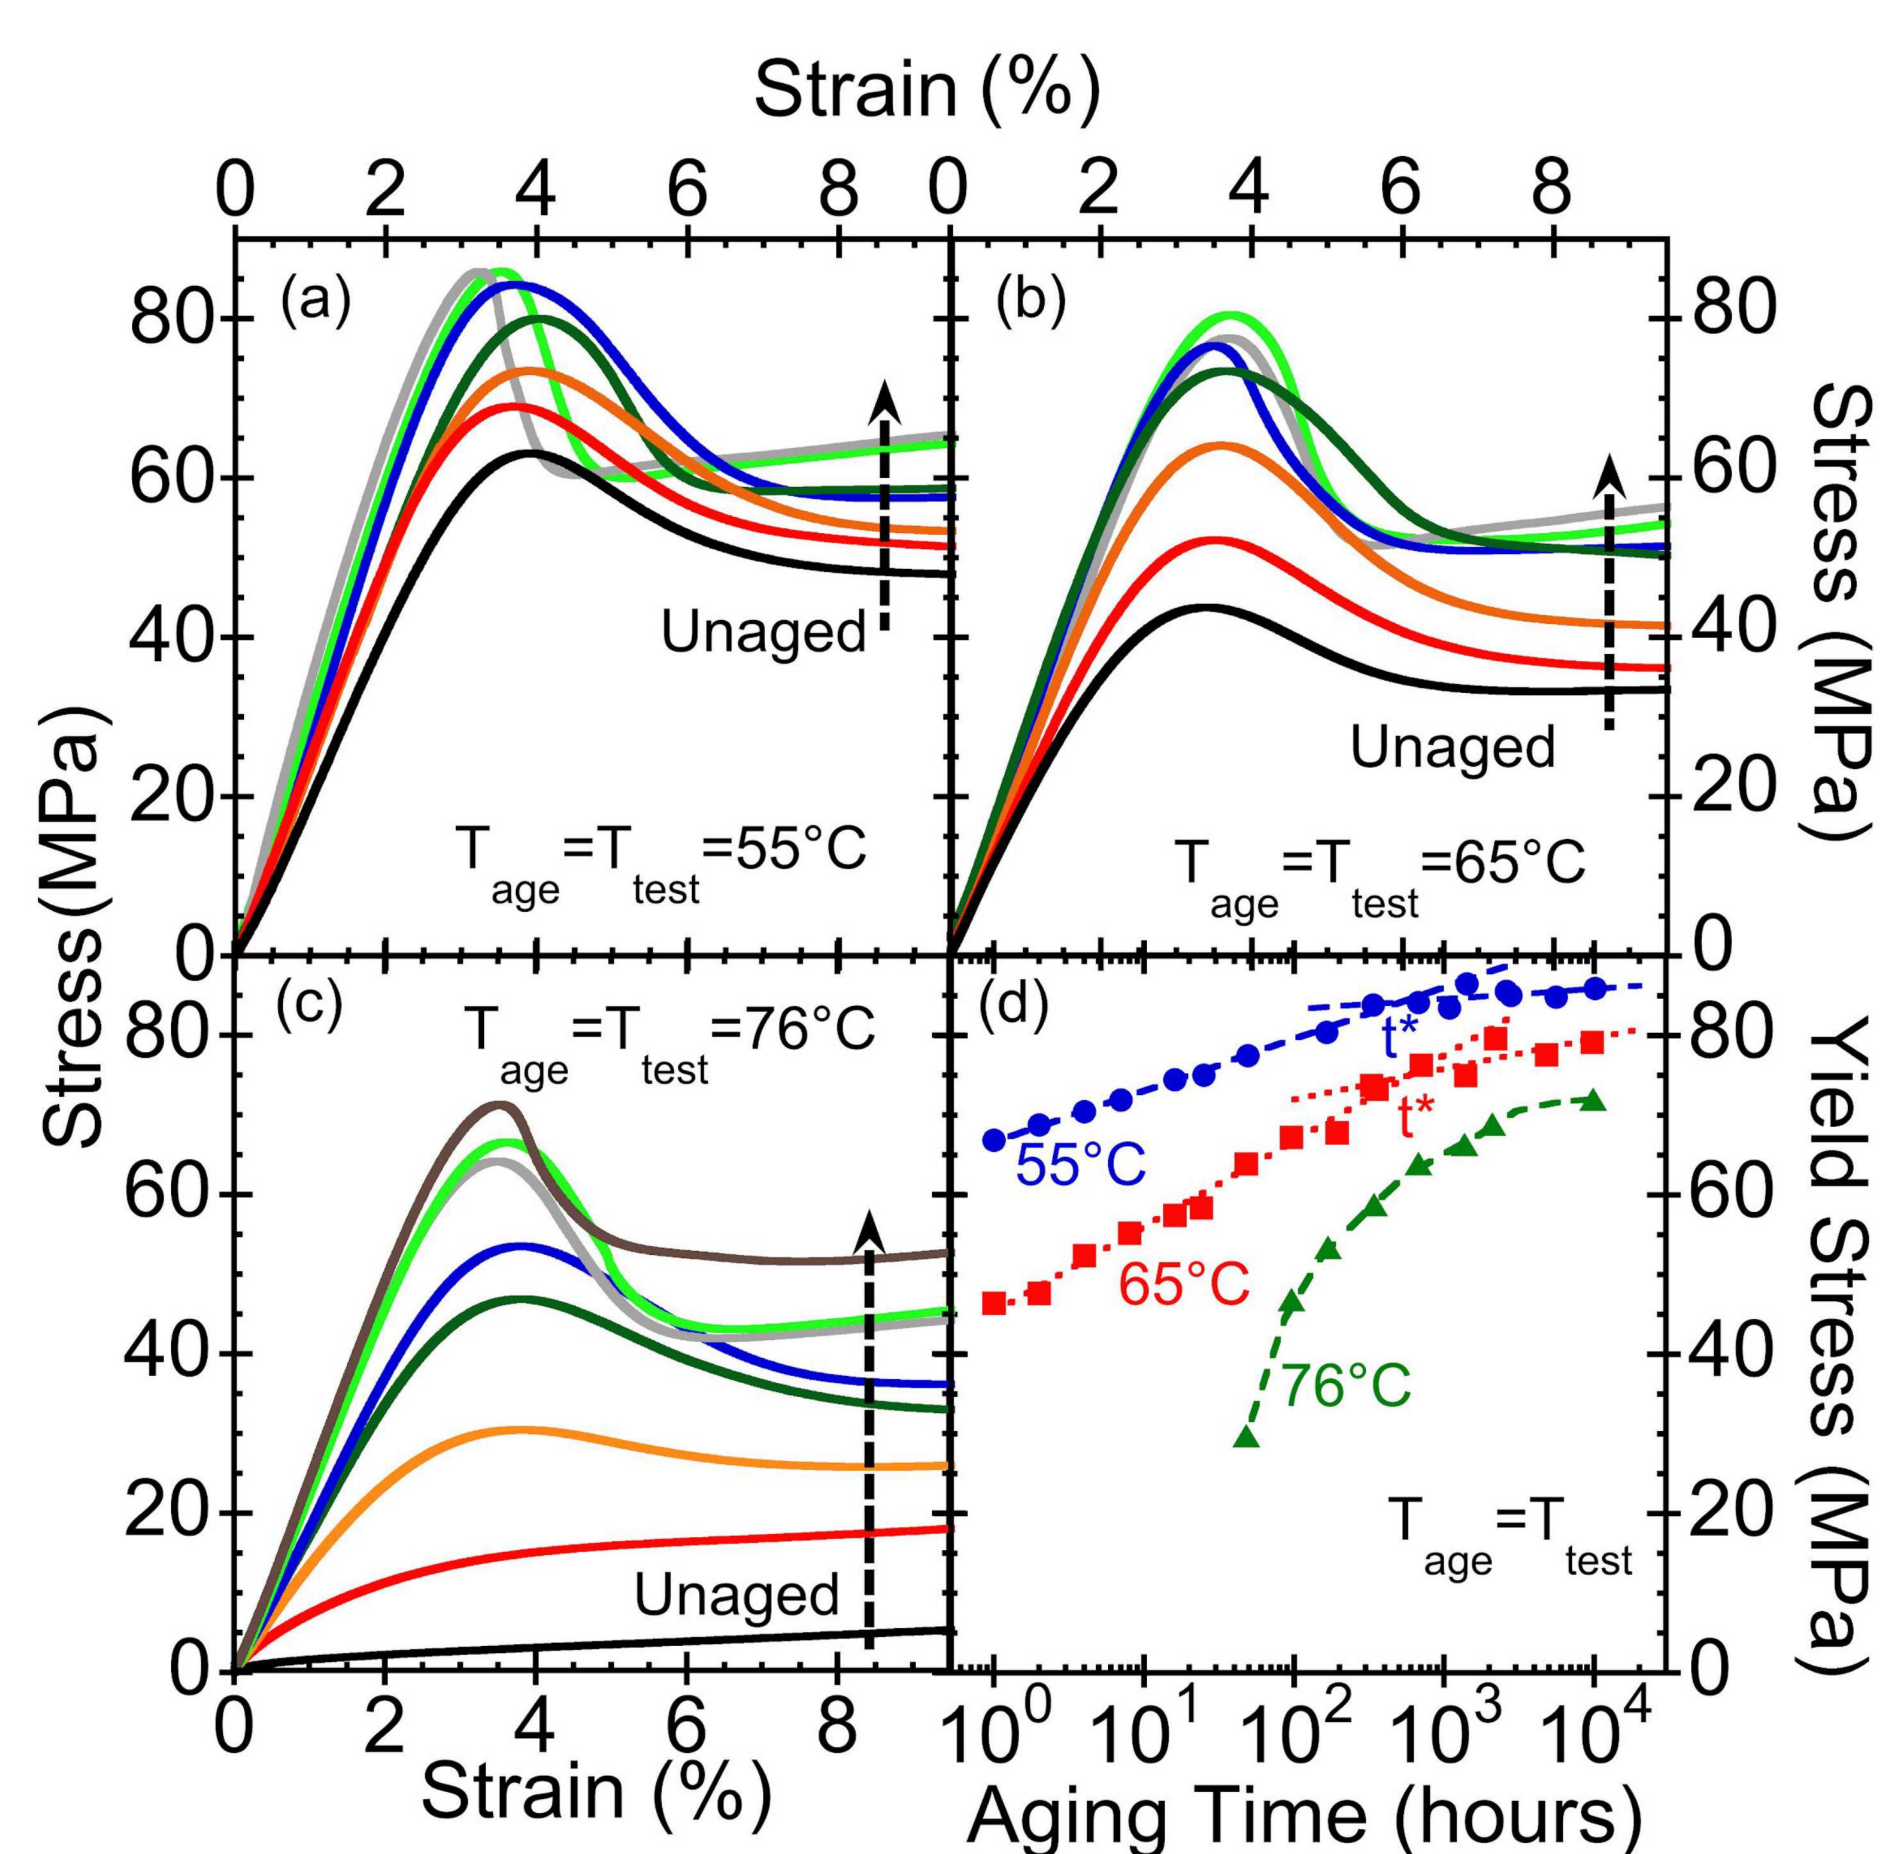 Strain (%)
0 2 4 6 8 0 2 4 6 8
(a)
(b)
80
60
40
20
0
80
60
40
20
0
Unaged
Unaged
T age =T test =55°C
T age =T test =65°C
Stress (MPa)
Stress (MPa)
(c)
T age =T test =76°C
(d)
80
60
40
20
0
80
60
40
20
0
t*
t*
55°C
65°C
76°C
Unaged
T age =T test
Yield Stress (MPa)
0 2 4 6 8
10^0 10^1 10^2 10^3 10^4
Strain (%)
Aging Time (hours)